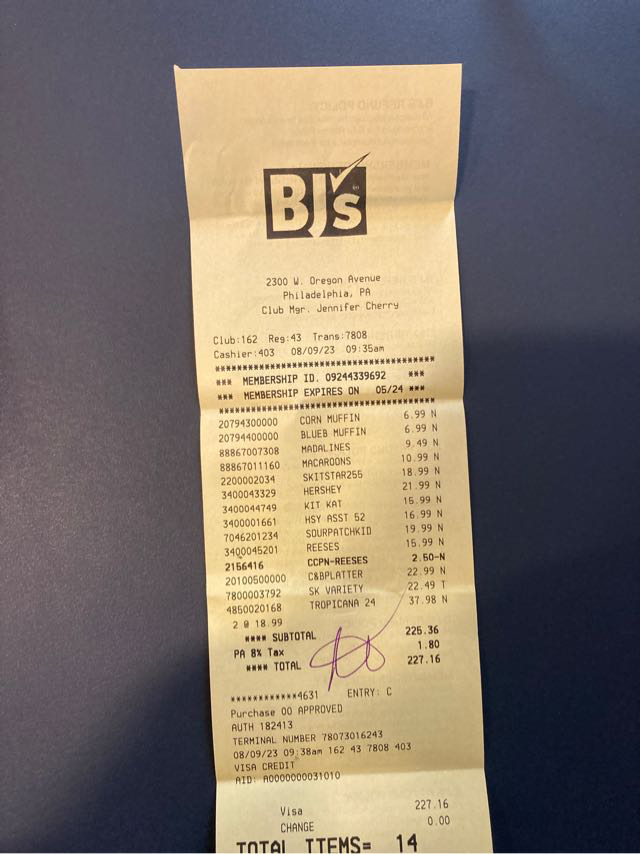 BJ's
2300 W. Oregon Avenue
Philadelphia, PA
Club Mgr. Jennifer Cherry
Club:162 Reg:43 Trans:7808
Cashier:403 08/09/23 09:35am
****************************************
*** MEMBERSHIP ID. 09244339692 ***
*** MEMBERSHIP EXPIRES ON 05/24 ***
****************************************
20794300000 CORN MUFFIN 6.99 N
20794400000 BLUEB MUFFIN 6.99 N
88867007308 MADALINES 9.49 N
88867011160 MACAROONS 10.99 N
2200002034 SKITSTAR255 18.99 N
3400043329 HERSHEY 21.99 N
3400044749 KIT KAT 15.99 N
3400001661 HSY ASST 52 16.99 N
7046201234 SOURPATCHKID 19.99 N
3400045201 REESES 15.99 N
2156416 CCPN-REESES 2.50-N
20100500000 C&BPLATTER 22.99 N
7800003792 SK VARIETY 22.49 T
4850020168 TROPICANA 24 37.98 N
2 @ 18.99
**** SUBTOTAL 225.36
PA 8% Tax 1.80
**** TOTAL 227.16
************4631 ENTRY: C
Purchase 00 APPROVED
AUTH 182413
TERMINAL NUMBER 78073016243
08/09/23 09:38am 162 43 7808 403
VISA CREDIT
AID: A0000000031010
Visa 227.16
CHANGE 0.00
TOTAL ITEMS= 14